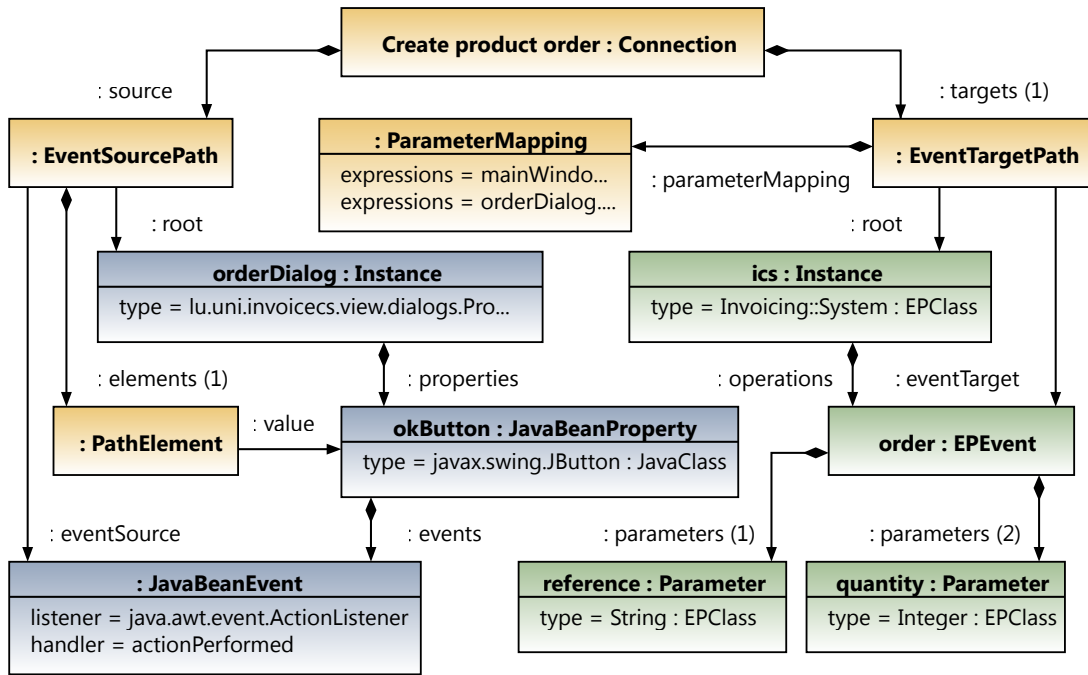 Create product order : Connection
: source
: targets (1)
: EventSourcePath
: ParameterMapping
expressions = mainWindo...
expressions = orderDialog....
: EventTargetPath
: parameterMapping
: root
: root
orderDialog : Instance
type = lu.uni.invoicecs.view.dialogs.Pro...
ics : Instance
type = Invoicing::System : EPClass
: elements (1)
: properties
: operations
: eventTarget
: PathElement
: value
okButton : JavaBeanProperty
type = javax.swing.JButton : JavaClass
order : EPEvent
: eventSource
: events
: parameters (1)
: parameters (2)
: JavaBeanEvent
listener = java.awt.event.ActionListener
handler = actionPerformed
reference : Parameter
type = String : EPClass
quantity : Parameter
type = Integer : EPClass